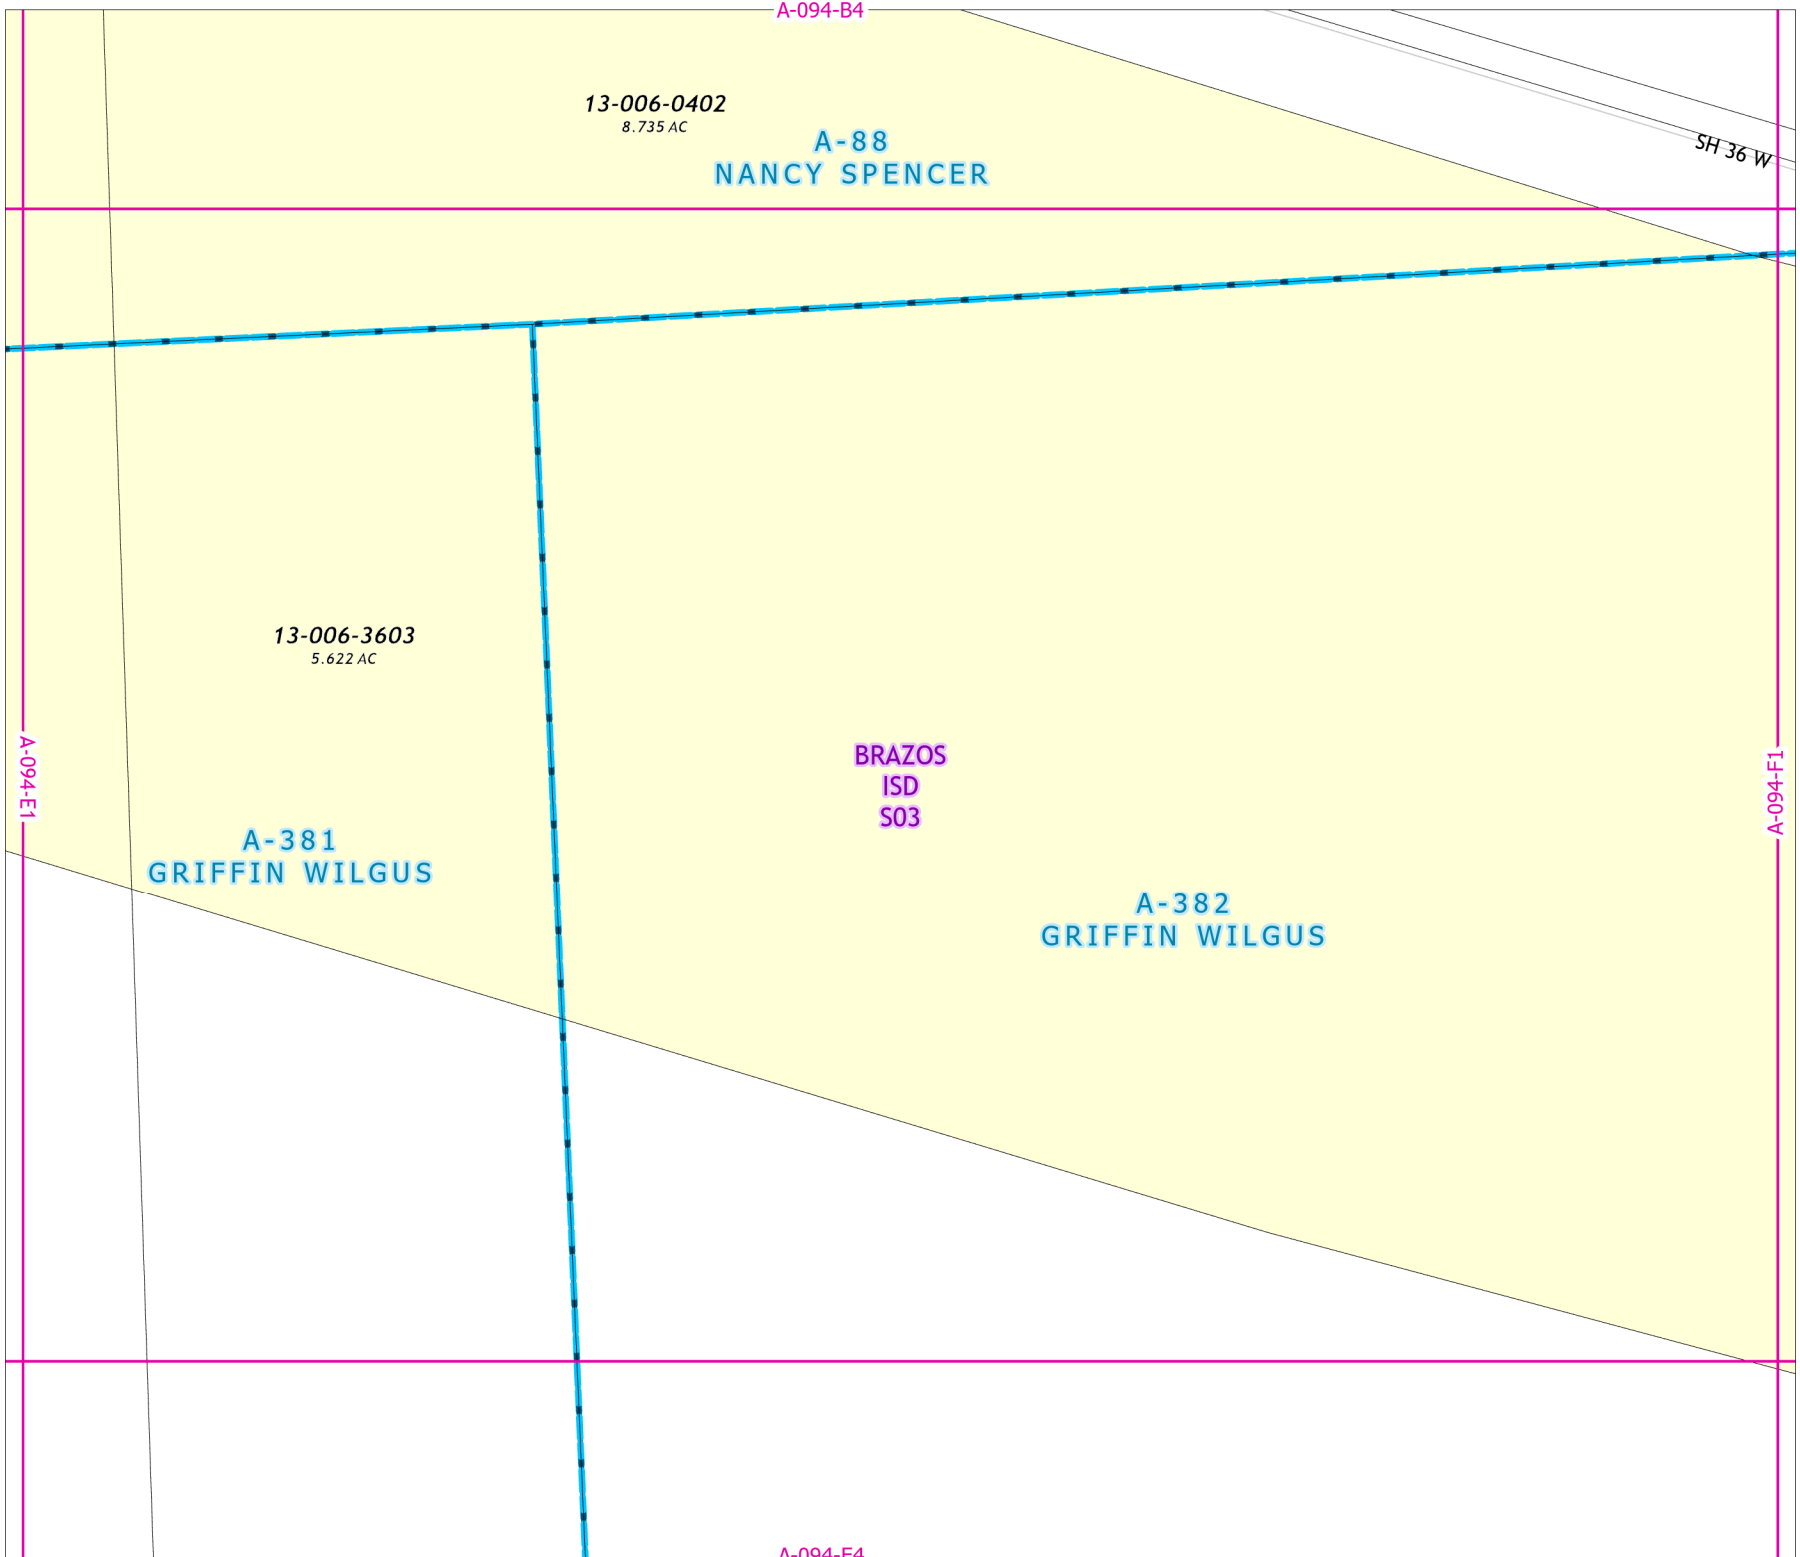 A-094-B4
13-006-0402
8.735 AC
A-88
NANCY SPENCER
SH 36 W
13-006-3603
5.622 AC
A-094-E1
BRAZOS
ISD
S03
A-094-F1
A-381
GRIFFIN WILGUS
A-382
GRIFFIN WILGUS
A-094-E4